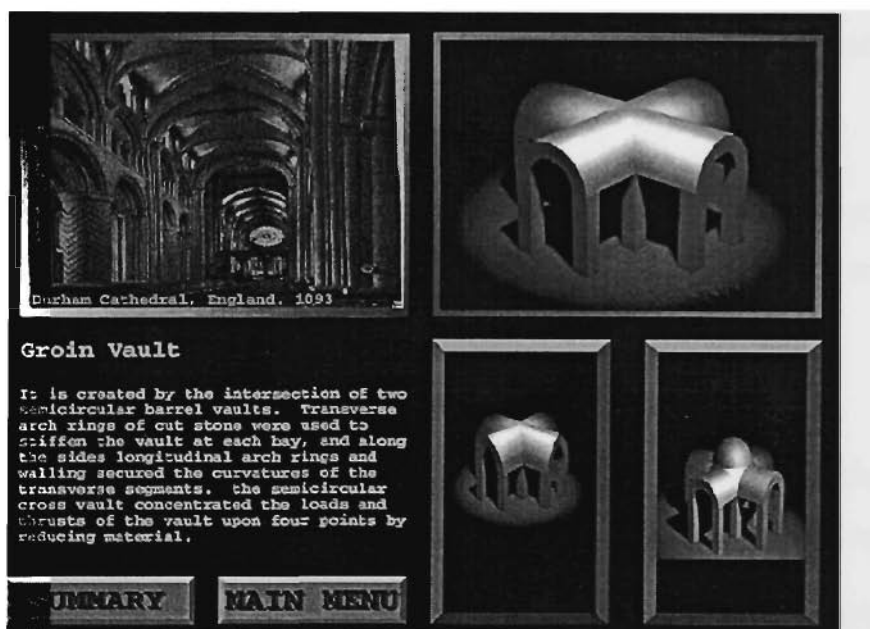 Durham Cathedral, England. 1093
Groin Vault
It is created by the intersection of two
semicircular barrel vaults. Transverse
arch rings of cut stone were used to
stiffen the vault at each bay, and along
the sides longitudinal arch rings and
walling secured the curvatures of the
transverse segments. the semicircular
cross vault concentrated the loads and
thrusts of the vault upon four points by
reducing material.
SUMMARY
MAIN MENU